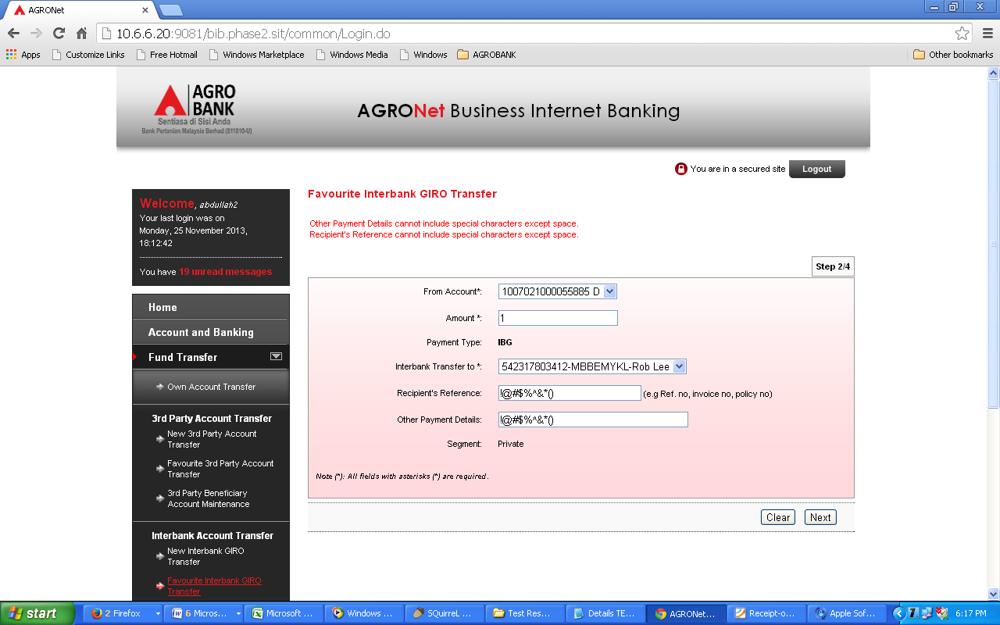 AGRONet
10.6.6.20:9081/bib.phase2.sit/common/Login.do
Apps Customize Links Free Hotmail Windows Marketplace Windows Media Windows AGROBANK Other bookmarks
AGRO
BANK
Sentiasa di Sisi Anda
Bank Pertanian Malaysia Berhad (811810-U)
AGRONet Business Internet Banking
You are in a secured site Logout
Welcome, abdullah2
Your last login was on
Monday, 25 November 2013,
18:12:42
You have 19 unread messages
Home
Account and Banking
Fund Transfer
Own Account Transfer
3rd Party Account Transfer
New 3rd Party Account
Transfer
Favourite 3rd Party Account
Transfer
3rd Party Beneficiary
Account Maintenance
Interbank Account Transfer
New Interbank GIRO
Transfer
Favourite Interbank GIRO
Transfer
Favourite Interbank GIRO Transfer
Other Payment Details cannot include special characters except space.
Recipient's Reference cannot include special characters except space.
Step 2/4
From Account*: 1007021000055885 D
Amount *: 1
Payment Type: IBG
Interbank Transfer to *: 542317803412-MBBEMYKL-Rob Lee
Recipient's Reference: !@#$%^&*() (e.g Ref. no, invoice no, policy no)
Other Payment Details: !@#$%^&*()
Segment: Private
Note (*): All fields with asterisks (*) are required.
Clear Next
start 2 Firefox 6 Micros... Microsoft ... Windows ... SQuirreL ... Test Res... Details TE... AGRONet... Receipt-o... Apple Sof... 6:17 PM